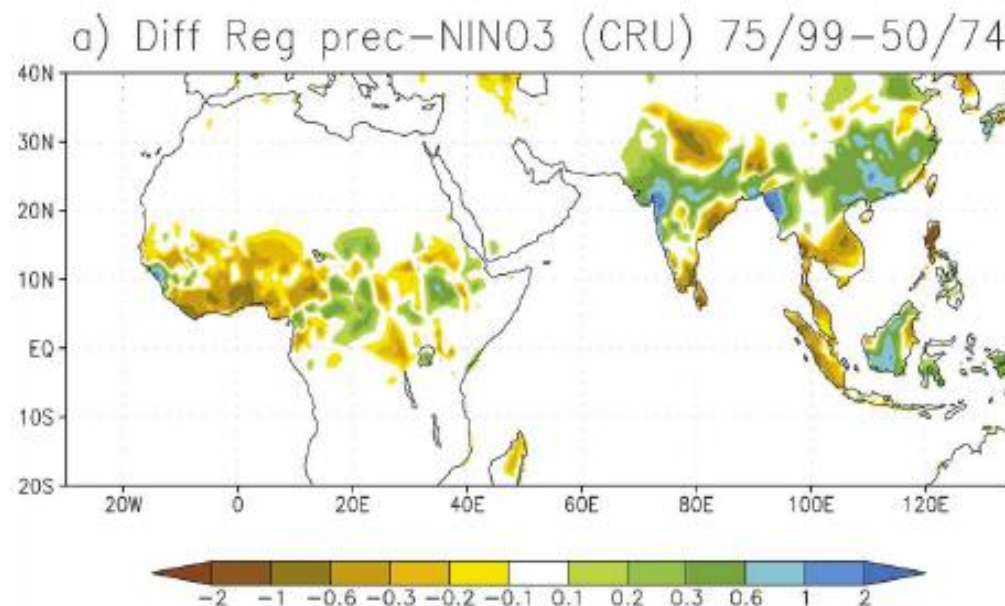 a) Diff Reg prec-NINO3 (CRU) 75/99-50/74
40N
30N
20N
10N
EQ
10S
20S
20W 0 20E 40E 60E 80E 100E 120E
-2 -1 -0.6 -0.3 -0.2 -0.1 0.1 0.2 0.3 0.6 1 2